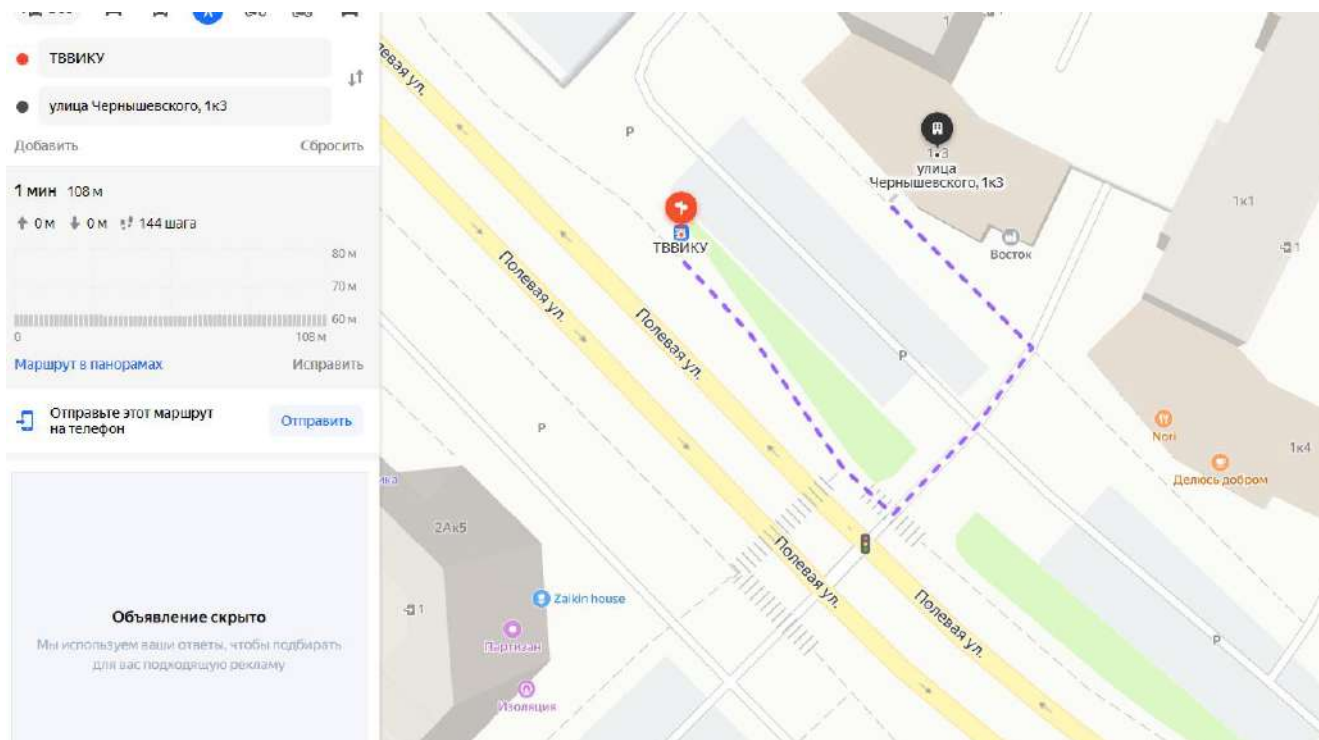 ТВВИКУ
улица Чернышевского, 1к3
Добавить
Сбросить
1 мин 108 м
0 м 0 м 144 шага
80 м
70 м
60 м
0
108 м
Маршрут в панорамах
Исправить
Отправьте этот маршрут
на телефон
Отправить
Объявление скрыто
Мы используем ваши ответы, чтобы подбирать
для вас подходящую рекламу
Полевая ул.
P
1
улица
Чернышевского, 1к3
1к1
1
ТВВИКУ
Восток
Полевая ул.
Полевая ул.
P
P
Nori
1к4
Делюсь добром
2Ак5
Полевая ул.
1
Zaikin house
Полевая ул.
Партизан
P
Изоляция